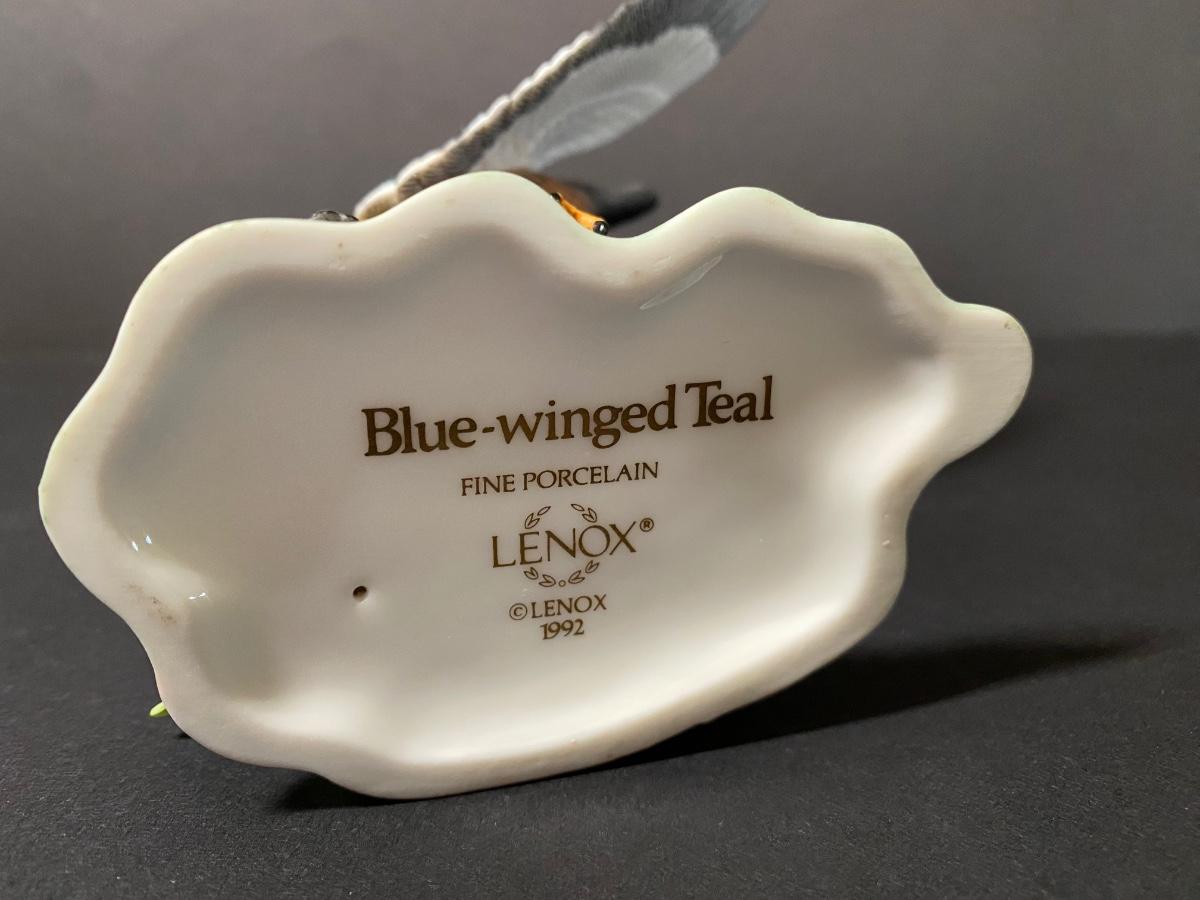 Blue-winged Teal
FINE PORCELAIN
LENOX®
©LENOX
1992